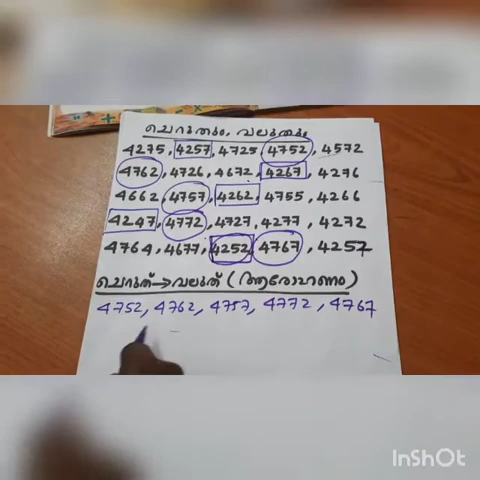 ചെറുതും, വലുതും
4275, 4257, 4725, 4752, 4572
4762, 4726, 4672, 4267, 4276
4662, 4757, 4262, 4755, 4266
4247, 4772, 4727, 4277, 4272
4764, 4677, 4252, 4767, 4257
ചെറുത്→വലുത് (ആരോഹണം)
4752, 4762, 4757, 4772, 4767
InShOt